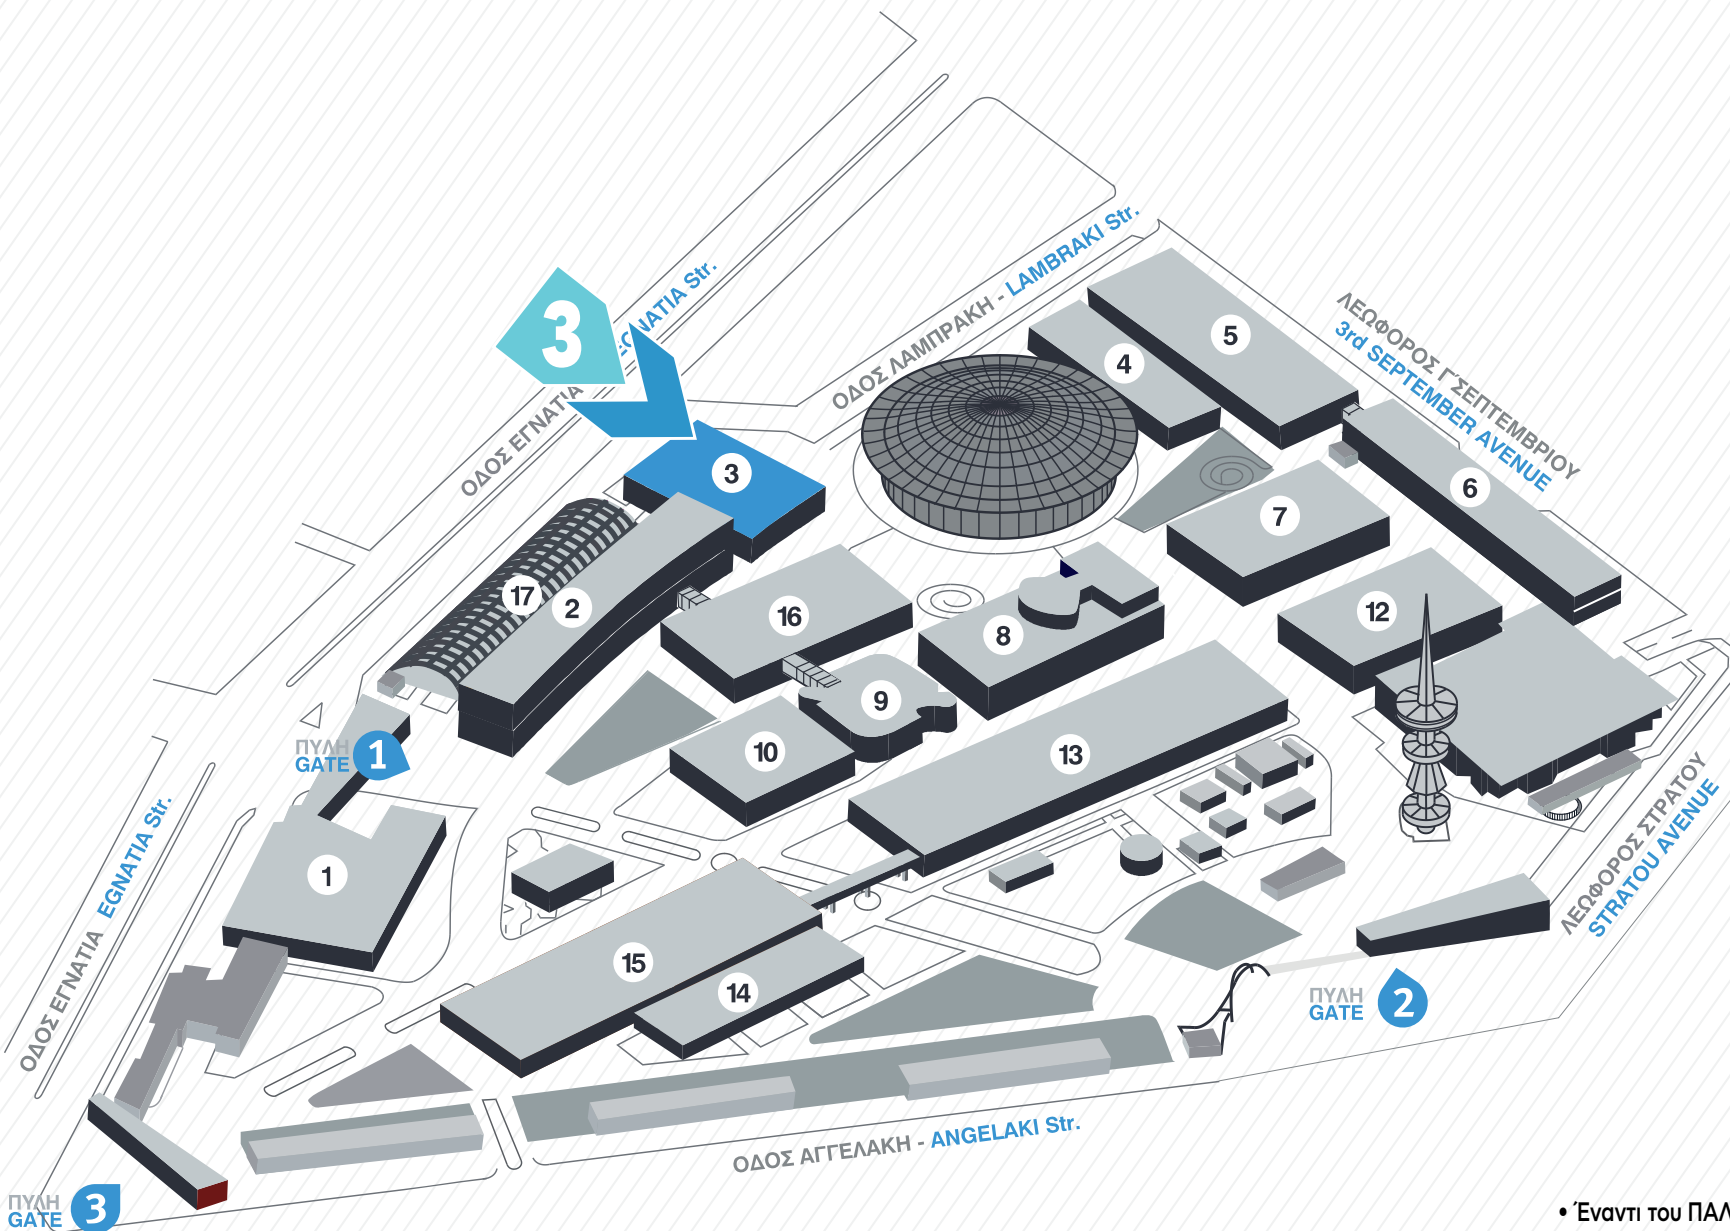 ΟΔΟΣ ΛΑΜΠΡΑΚΗ - LAMBRAKI Str.
ΛΕΩΦΟΡΟΣ Γ΄ ΣΕΠΤΕΜΒΡΙΟΥ
3rd SEPTEMBER AVENUE
3
ΟΔΟΣ ΕΓΝΑΤΙΑ EGNATIA Str.
5
4
3
6
7
17
2
16
8
12
9
10
13
ΠΥΛΗ
GATE 1
ΟΔΟΣ ΕΓΝΑΤΙΑ EGNATIA Str.
1
15
14
ΛΕΩΦΟΡΟΣ ΣΤΡΑΤΟΥ
STRATOU AVENUE
ΠΥΛΗ
GATE 2
ΟΔΟΣ ΑΓΓΕΛΑΚΗ - ANGELAKI Str.
ΠΥΛΗ
GATE 3
• Έναντι του